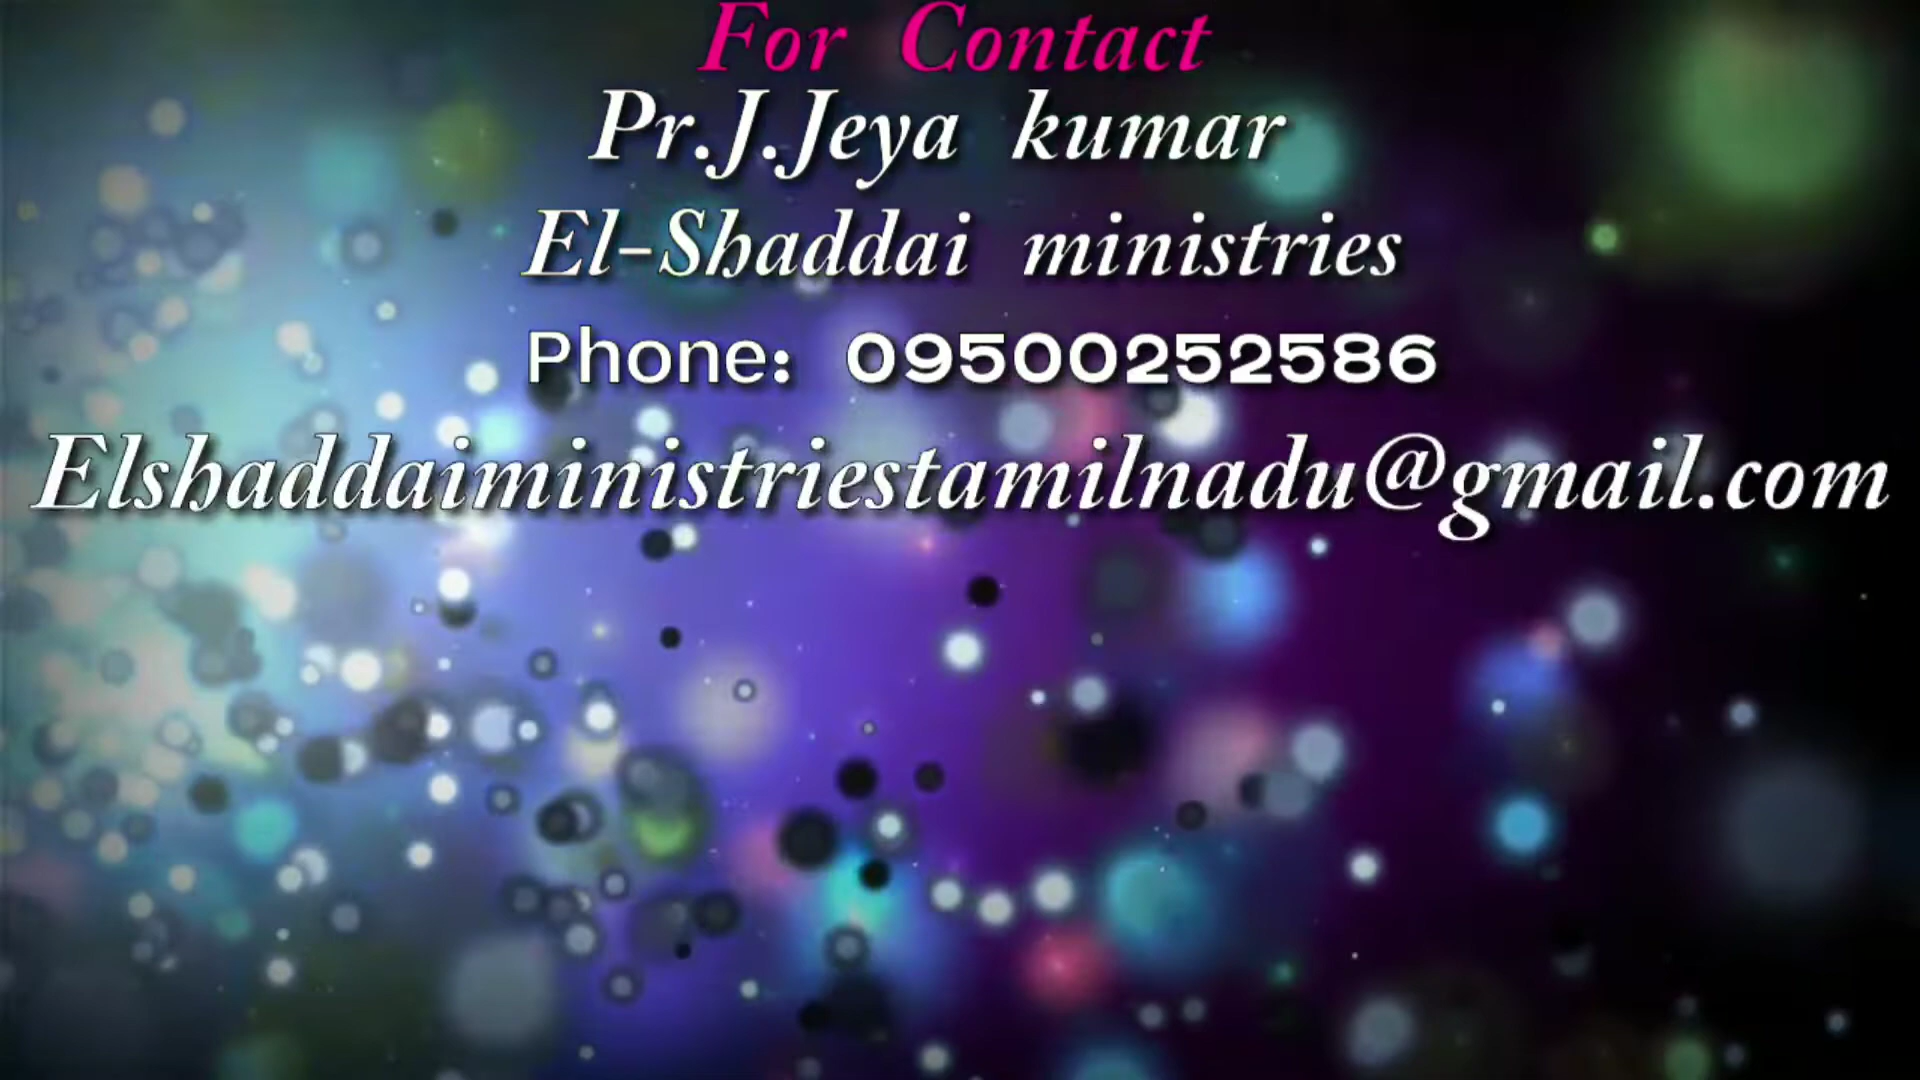 For Contact
Pr.J.Jeya kumar
El-Shaddai ministries
Phone: 09500252586
Elshaddaiministriestamilnadu@gmail.com